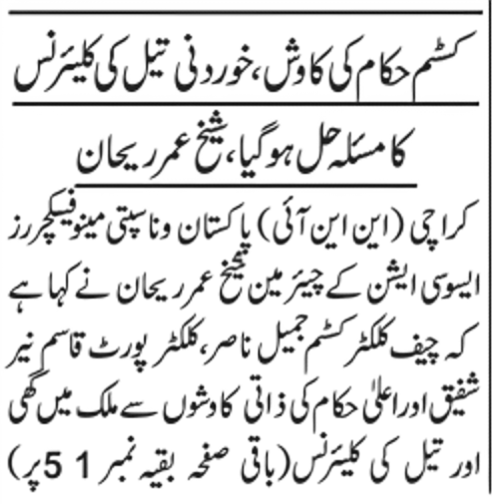 کسٹم حکام کی کاوش، خوردنی تیل کی کلیئرنس
کا مسئلہ حل ہوگیا، شیخ عمر ریحان
کراچی (این این آئی) پاکستان وناسپتی مینوفیکچررز
ایسوسی ایشن کے چیئرمین شیخ عمر ریحان نے کہا ہے
کہ چیف کلکٹر کسٹم جمیل ناصر، کلکٹر پورٹ قاسم نیر
شفیق اور اعلیٰ حکام کی ذاتی کاوشوں سے ملک میں گھی
اور تیل کی کلیئرنس (باقی صفحہ بقیہ نمبر 1 5 پر)